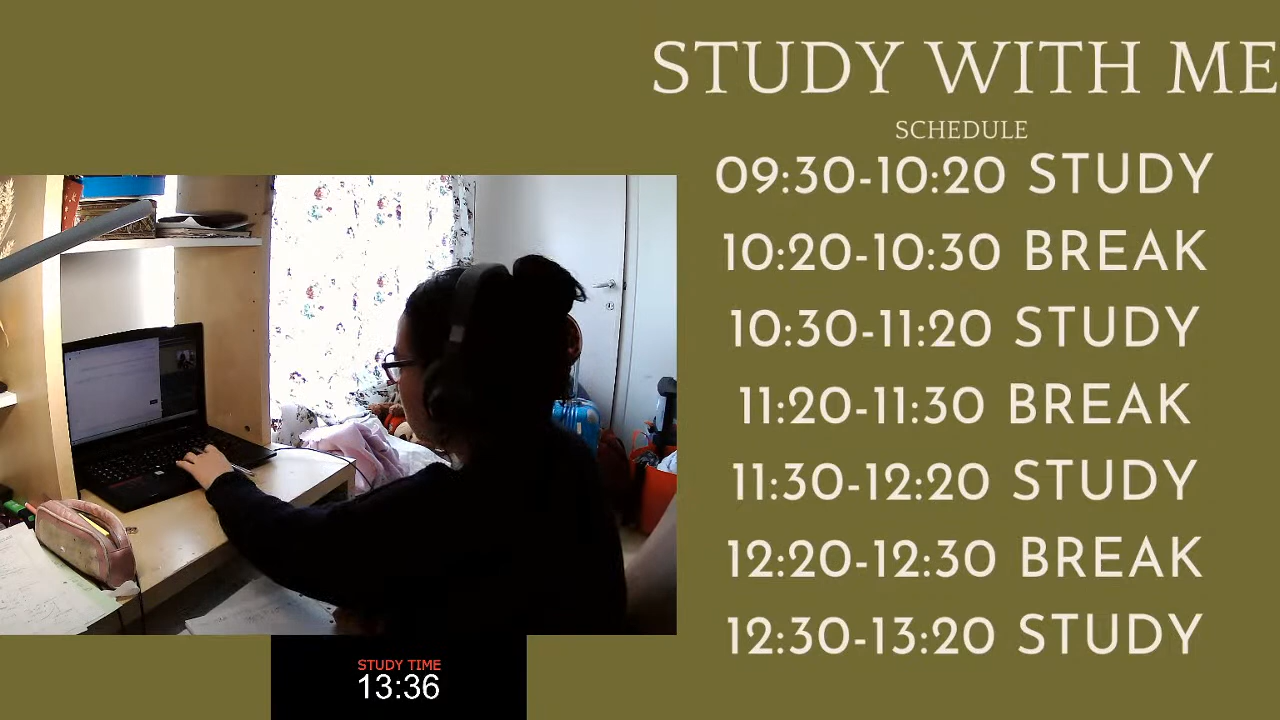 STUDY WITH ME
SCHEDULE
09:30-10:20 STUDY
10:20-10:30 BREAK
10:30-11:20 STUDY
11:20-11:30 BREAK
11:30-12:20 STUDY
12:20-12:30 BREAK
12:30-13:20 STUDY
STUDY TIME
13:36